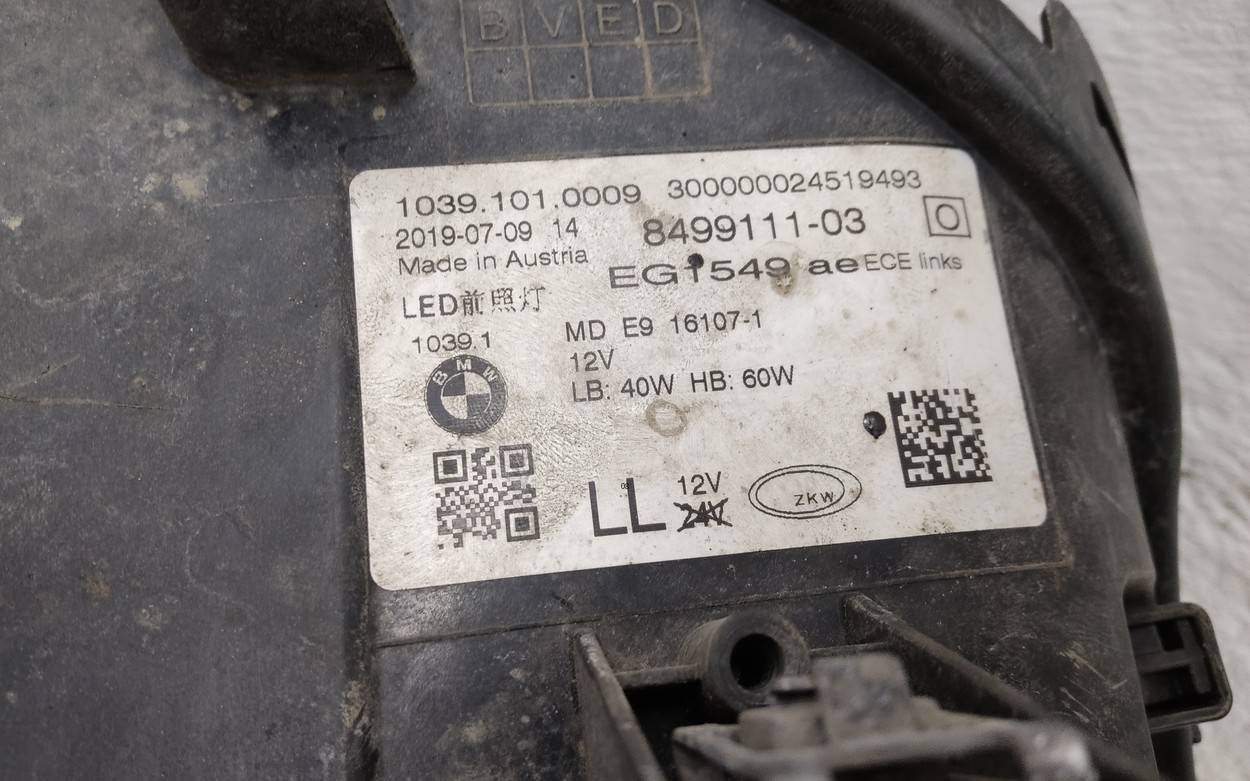 B V E D
1039.101.0009 300000024519493
2019-07-09 14 8499111-03 O
Made in Austria EG1549 ae ECE links
LED前照灯
1039.1 MD E9 16107-1
12V
BMW LB: 40W HB: 60W
LL 12V
24V
ZKW